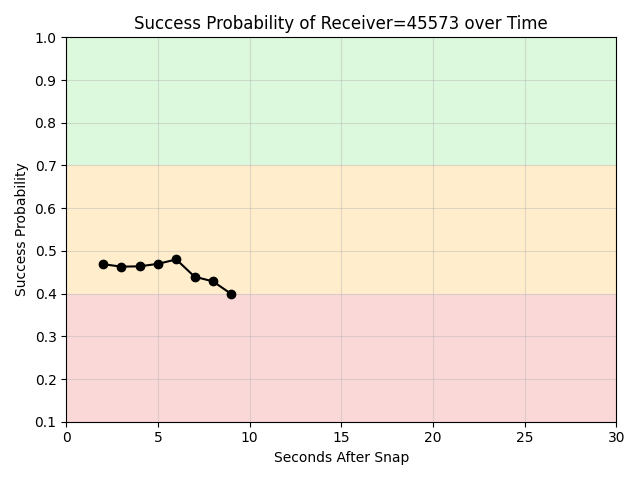 Success Probability of Receiver=45573 over Time
1.0
0.9
0.8
0.7
0.6
0.5
0.4
0.3
0.2
0.1
Success Probability
0 5 10 15 20 25 30
Seconds After Snap